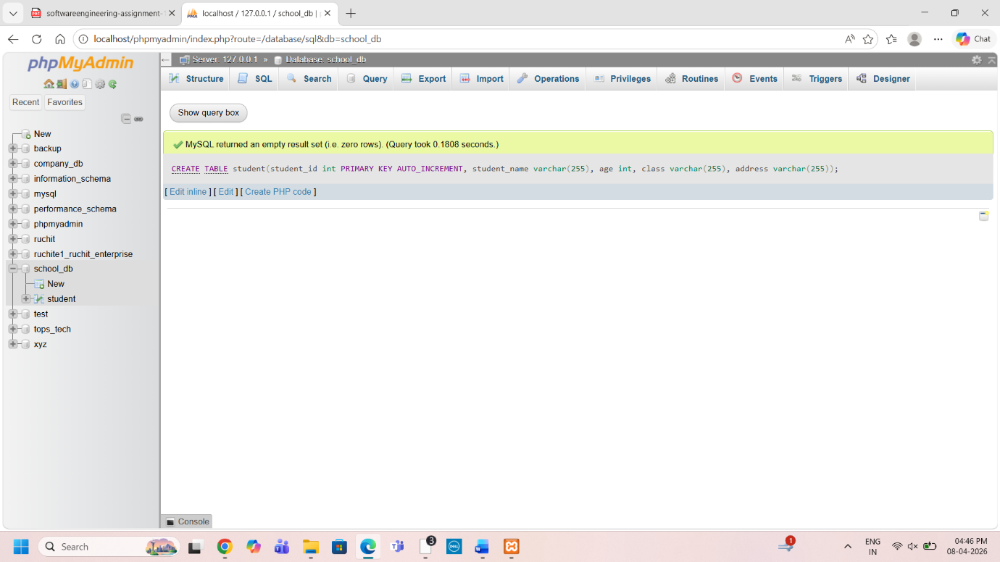 softwareengineering-assignment-
localhost / 127.0.0.1 / school_db |
localhost/phpmyadmin/index.php?route=/database/sql&db=school_db
Chat
phpMyAdmin
Recent
Favorites
New
backup
company_db
information_schema
mysql
performance_schema
phpmyadmin
ruchit
ruchite1_ruchit_enterprise
school_db
New
student
test
tops_tech
xyz
Server: 127.0.0.1 » Database: school_db
Structure SQL Search Query Export Import Operations Privileges Routines Events Triggers Designer
Show query box
MySQL returned an empty result set (i.e. zero rows). (Query took 0.1808 seconds.)
CREATE TABLE student(student_id int PRIMARY KEY AUTO_INCREMENT, student_name varchar(255), age int, class varchar(255), address varchar(255));
[ Edit inline ] [ Edit ] [ Create PHP code ]
Console
Search
3
1
ENG
IN
04:46 PM
08-04-2026